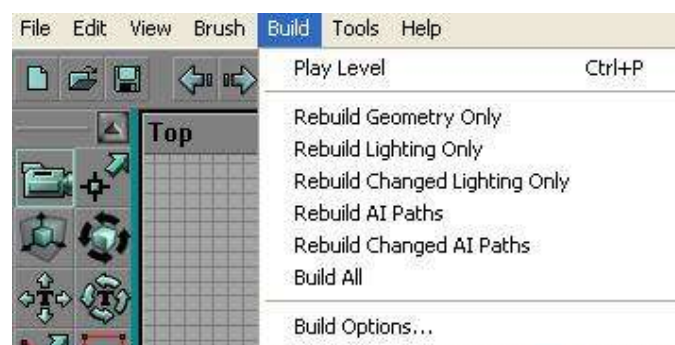 File Edit View Brush Build Tools Help
Play Level Ctrl+P
Top
Rebuild Geometry Only
Rebuild Lighting Only
Rebuild Changed Lighting Only
Rebuild AI Paths
Rebuild Changed AI Paths
Build All
Build Options...